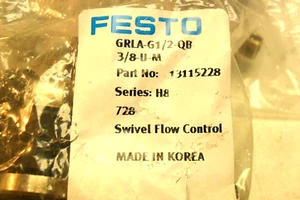 FESTO
GRLA-G1/2-QB
3/8-U-M
Part No: 13115228
Series: H8
728
Swivel Flow Control
MADE IN KOREA